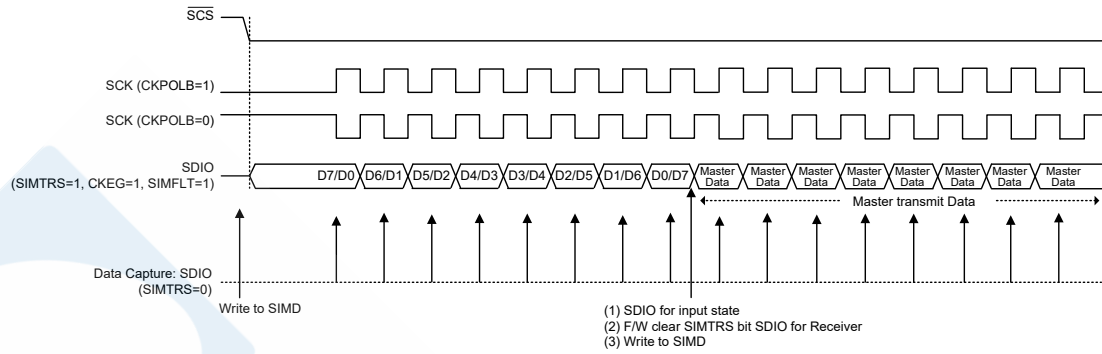 SCS
SCK (CKPOLB=1)
SCK (CKPOLB=0)
SDIO
(SIMTRS=1, CKEG=1, SIMFLT=1)
D7/D0 D6/D1 D5/D2 D4/D3 D3/D4 D2/D5 D1/D6 D0/D7
Master Data Master Data Master Data Master Data Master Data Master Data Master Data Master Data
Master transmit Data
Data Capture: SDIO
(SIMTRS=0)
Write to SIMD
(1) SDIO for input state
(2) F/W clear SIMTRS bit SDIO for Receiver
(3) Write to SIMD